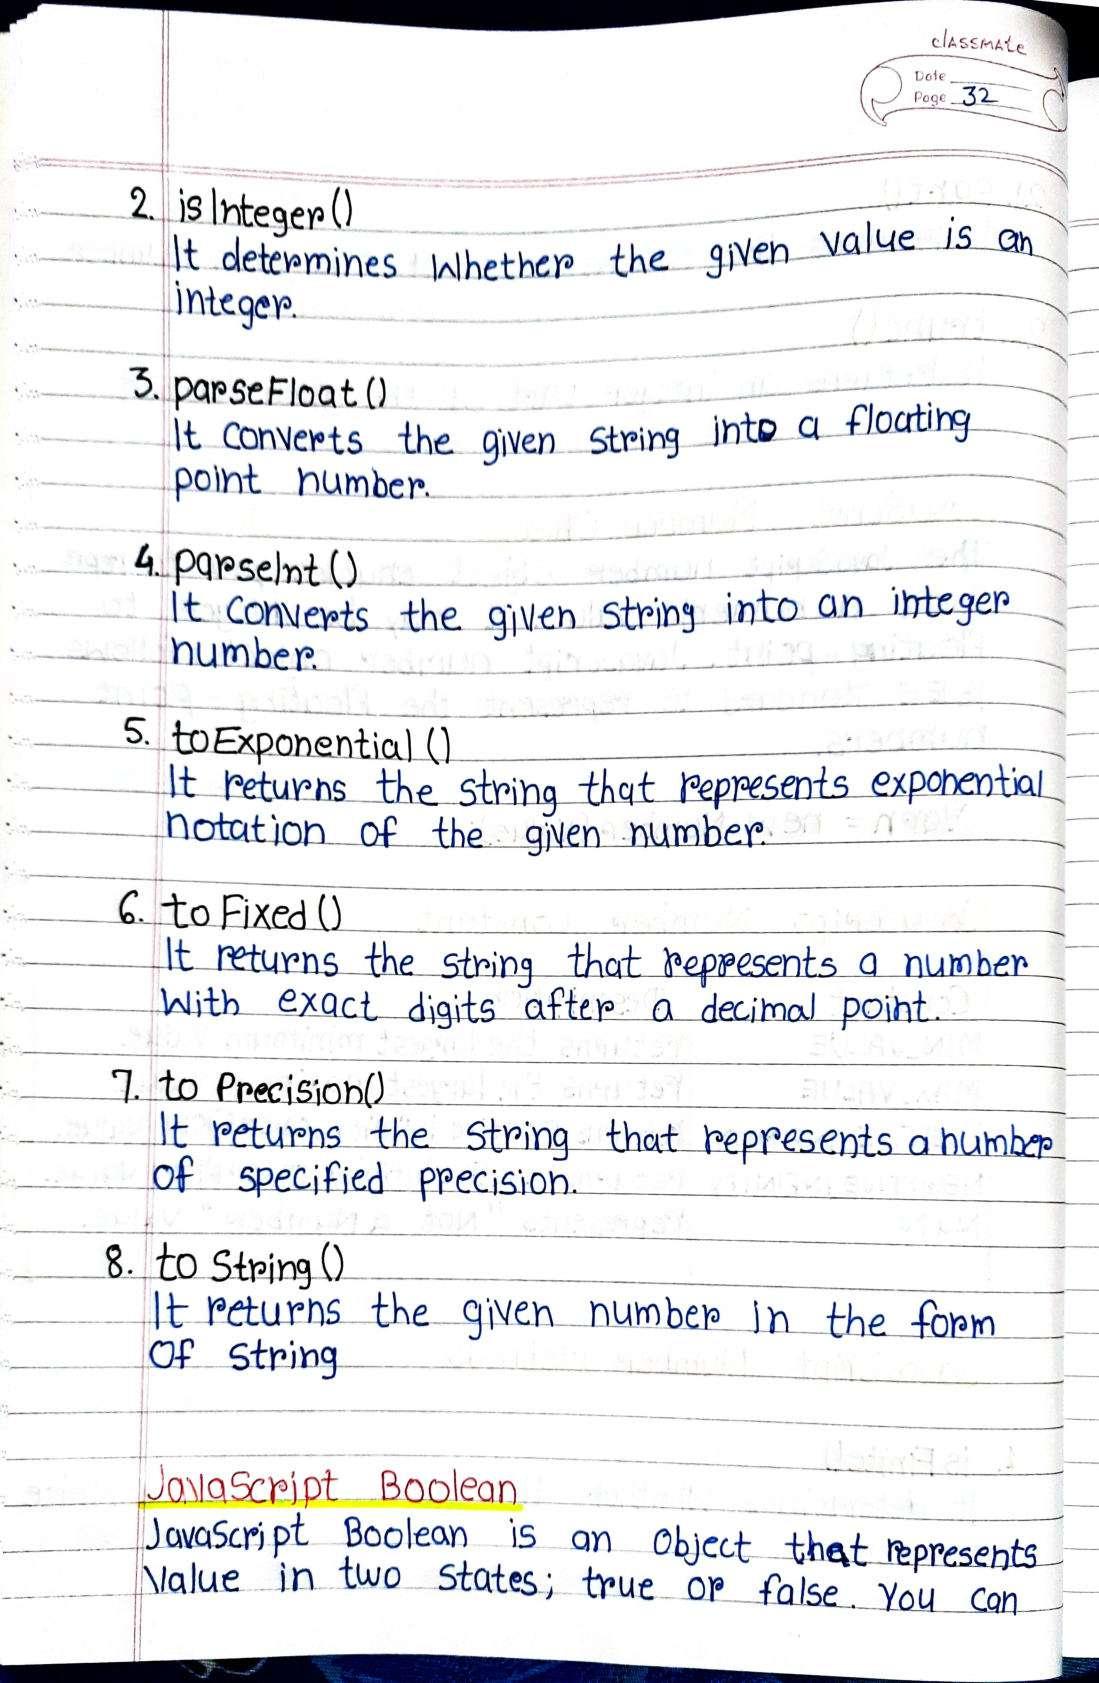 classmate
Date
Page 32
2. isInteger()
It determines whether the given value is an
integer.
3. parseFloat()
It converts the given string into a floating
point number.
4. parseInt()
It converts the given string into an integer
number.
5. toExponential()
It returns the string that represents exponential
notation of the given number.
6. toFixed()
It returns the string that represents a number
with exact digits after a decimal point.
7. to Precision()
It returns the string that represents a number
of specified precision.
8. to String()
It returns the given number in the form
of string
JavaScript Boolean
JavaScript Boolean is an object that represents
value in two states; true or false. You can